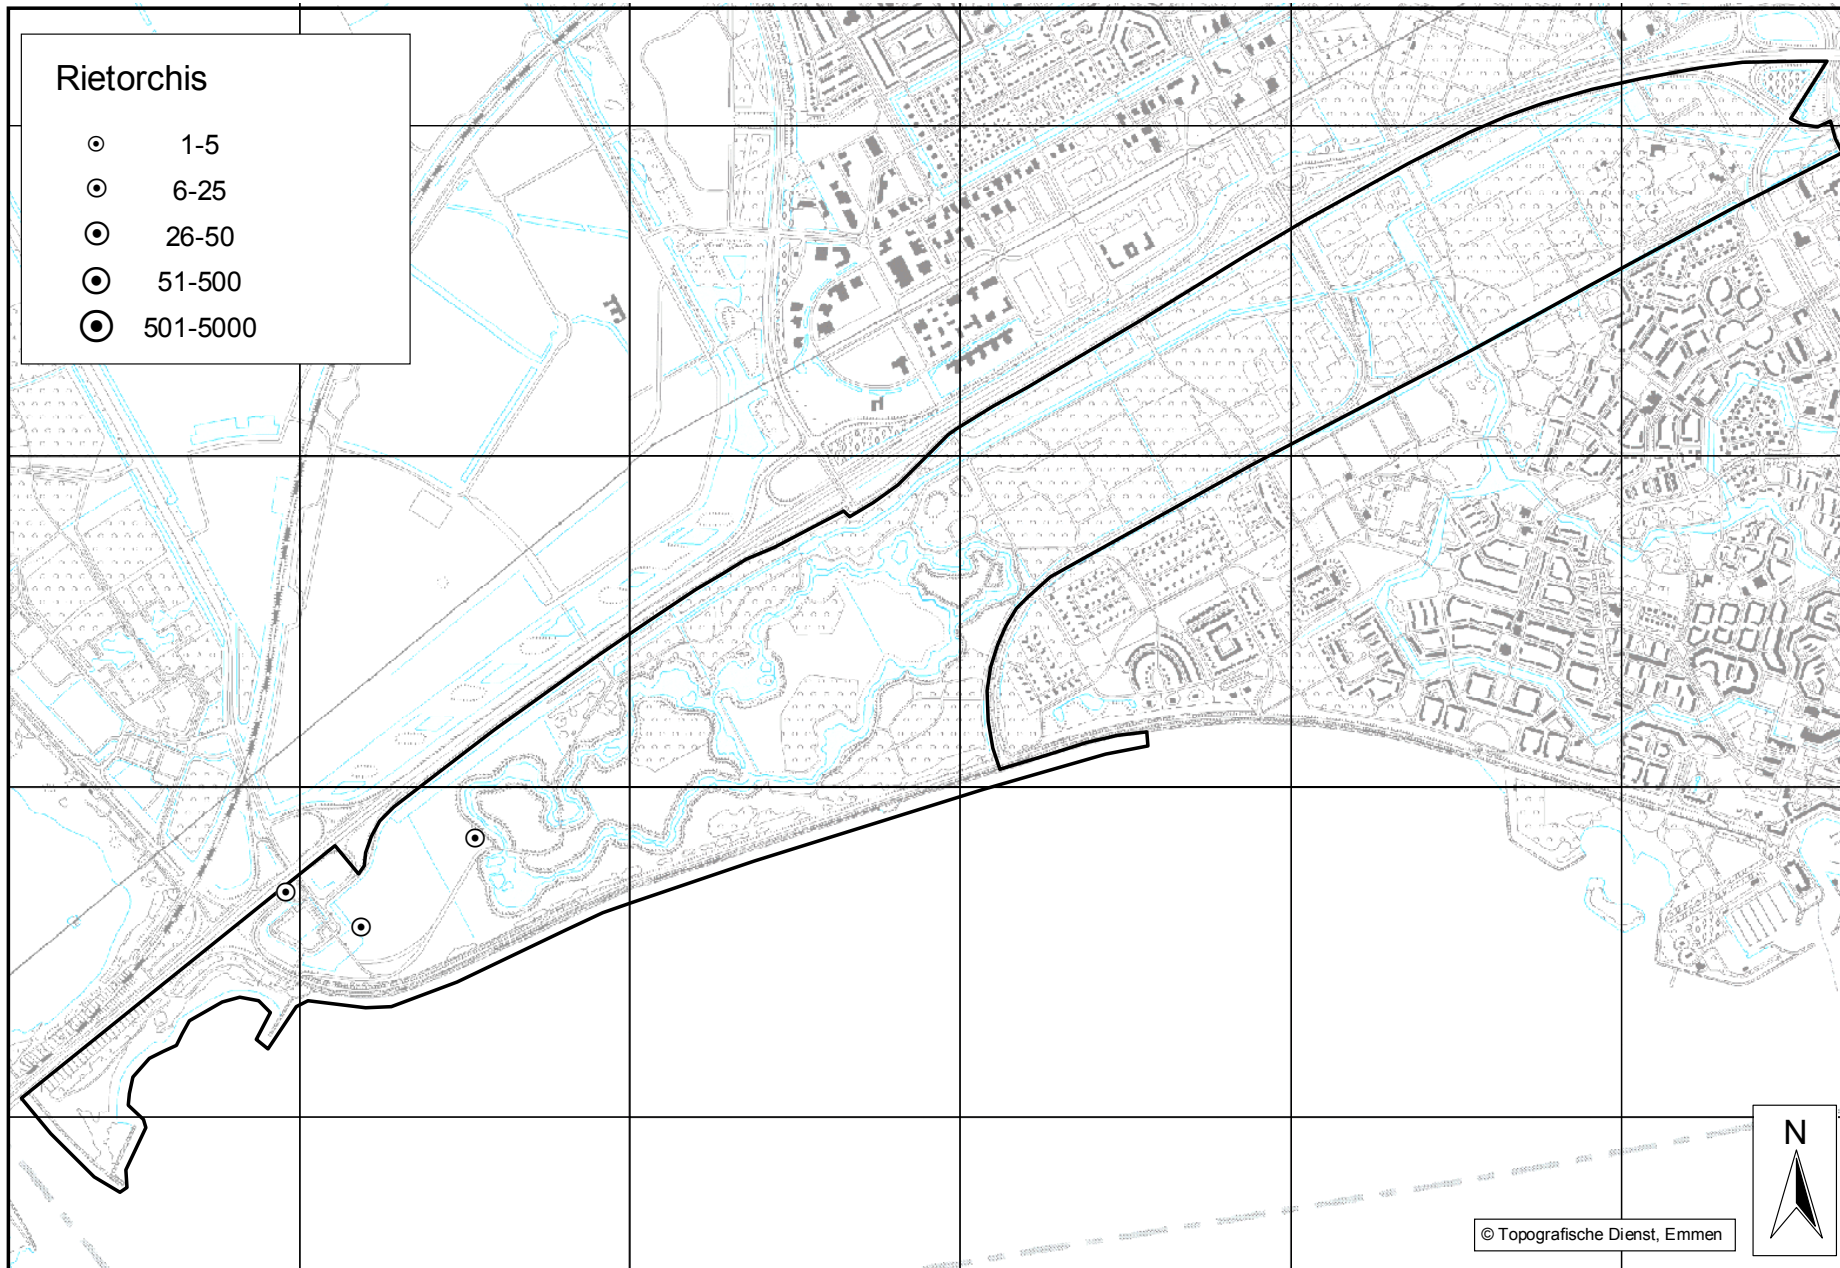 Rietorchis
1-5
6-25
26-50
51-500
501-5000
N
© Topografische Dienst, Emmen